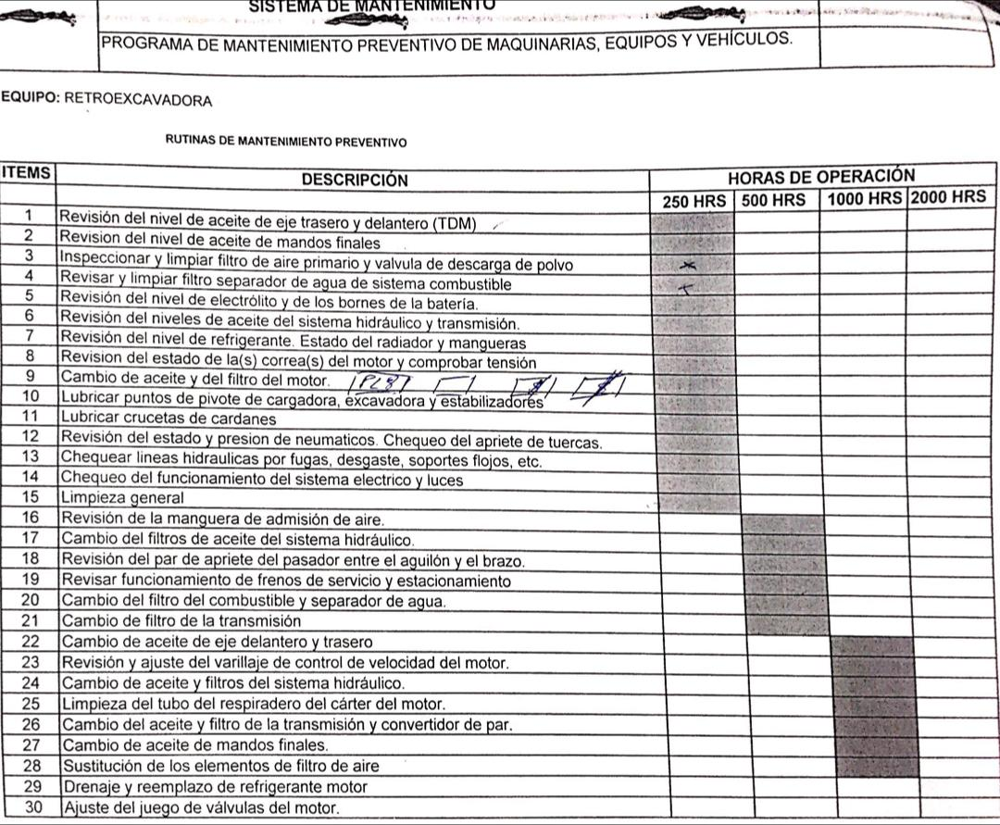 SISTEMA DE MANTENIMIENTO
PROGRAMA DE MANTENIMIENTO PREVENTIVO DE MAQUINARIAS, EQUIPOS Y VEHÍCULOS.
EQUIPO: RETROEXCAVADORA
RUTINAS DE MANTENIMIENTO PREVENTIVO
ITEMS DESCRIPCIÓN HORAS DE OPERACIÓN
250 HRS 500 HRS 1000 HRS 2000 HRS
1 Revisión del nivel de aceite de eje trasero y delantero (TDM)
2 Revision del nivel de aceite de mandos finales
3 Inspeccionar y limpiar filtro de aire primario y valvula de descarga de polvo
4 Revisar y limpiar filtro separador de agua de sistema combustible
5 Revisión del nivel de electrólito y de los bornes de la batería.
6 Revisión del niveles de aceite del sistema hidráulico y transmisión.
7 Revisión del nivel de refrigerante. Estado del radiador y mangueras
8 Revision del estado de la(s) correa(s) del motor y comprobar tensión
9 Cambio de aceite y del filtro del motor.
10 Lubricar puntos de pivote de cargadora, excavadora y estabilizadores
11 Lubricar crucetas de cardanes
12 Revisión del estado y presion de neumaticos. Chequeo del apriete de tuercas.
13 Chequear lineas hidraulicas por fugas, desgaste, soportes flojos, etc.
14 Chequeo del funcionamiento del sistema electrico y luces
15 Limpieza general
16 Revisión de la manguera de admisión de aire.
17 Cambio del filtros de aceite del sistema hidráulico.
18 Revisión del par de apriete del pasador entre el aguilón y el brazo.
19 Revisar funcionamiento de frenos de servicio y estacionamiento
20 Cambio del filtro del combustible y separador de agua.
21 Cambio de filtro de la transmisión
22 Cambio de aceite de eje delantero y trasero
23 Revisión y ajuste del varillaje de control de velocidad del motor.
24 Cambio de aceite y filtros del sistema hidráulico.
25 Limpieza del tubo del respiradero del cárter del motor.
26 Cambio del aceite y filtro de la transmisión y convertidor de par.
27 Cambio de aceite de mandos finales.
28 Sustitución de los elementos de filtro de aire
29 Drenaje y reemplazo de refrigerante motor
30 Ajuste del juego de válvulas del motor.